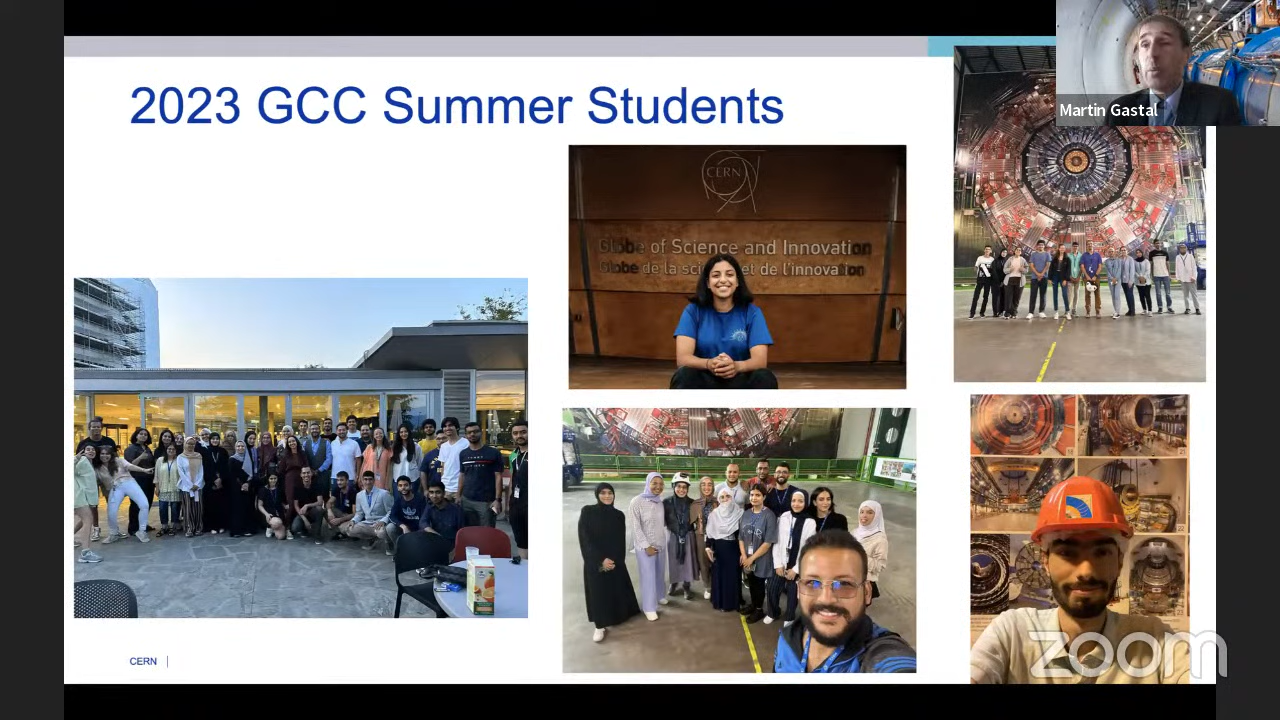 2023 GCC Summer Students
Martin Gastal
CERN
Globe of Science and Innovation
Globe de la science et de l'innovation
CERN
zoom